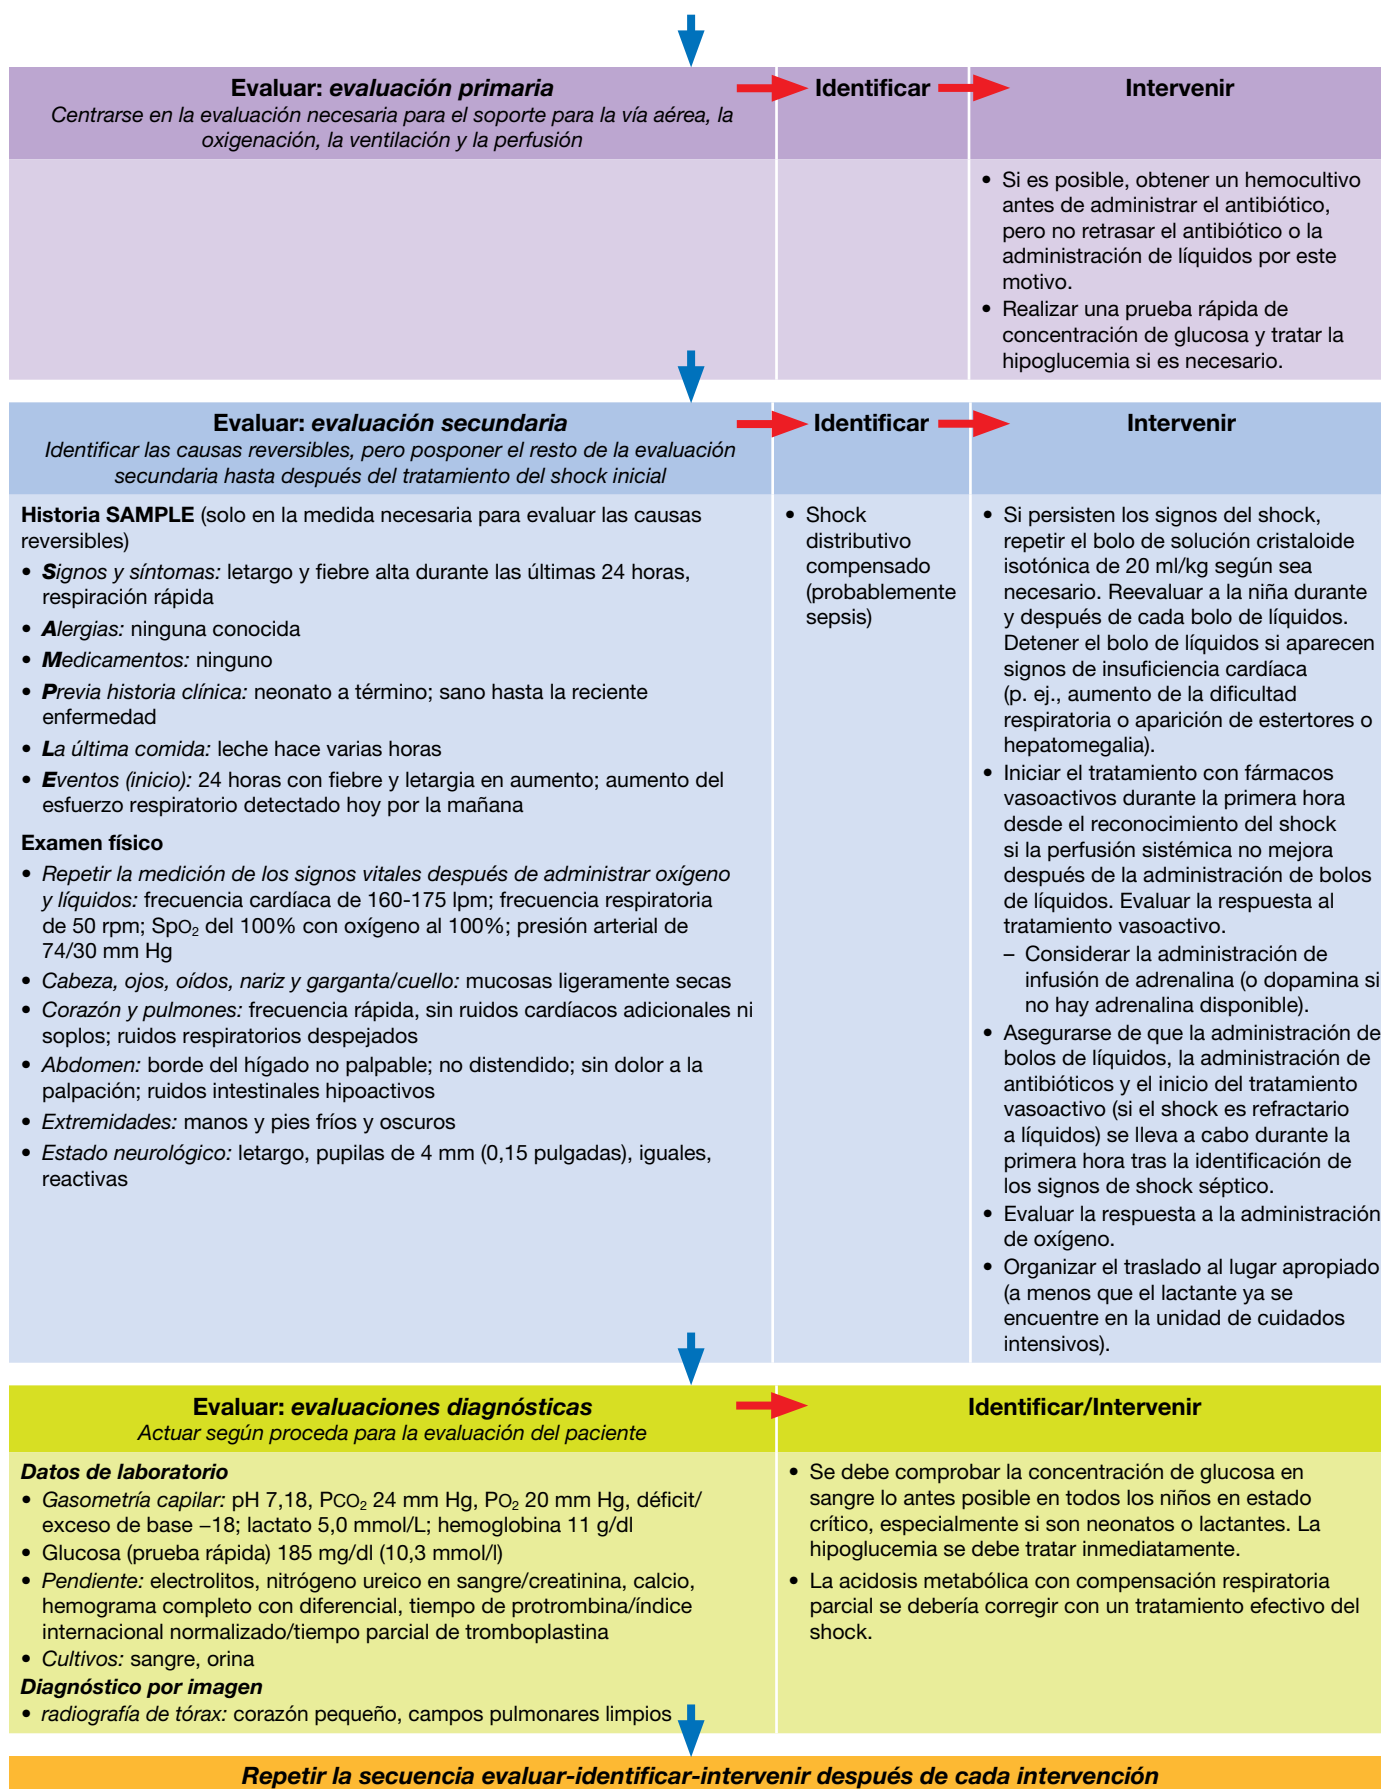 Evaluar: evaluación primaria
Centrarse en la evaluación necesaria para el soporte para la vía aérea, la
oxigenación, la ventilación y la perfusión
Identificar
Intervenir
• Si es posible, obtener un hemocultivo
antes de administrar el antibiótico,
pero no retrasar el antibiótico o la
administración de líquidos por este
motivo.
• Realizar una prueba rápida de
concentración de glucosa y tratar la
hipoglucemia si es necesario.
Evaluar: evaluación secundaria
Identificar las causas reversibles, pero posponer el resto de la evaluación
secundaria hasta después del tratamiento del shock inicial
Identificar
Intervenir
Historia SAMPLE (solo en la medida necesaria para evaluar las causas
reversibles)
• Signos y síntomas: letargo y fiebre alta durante las últimas 24 horas,
respiración rápida
• Alergias: ninguna conocida
• Medicamentos: ninguno
• Previa historia clínica: neonato a término; sano hasta la reciente
enfermedad
• La última comida: leche hace varias horas
• Eventos (inicio): 24 horas con fiebre y letargia en aumento; aumento del
esfuerzo respiratorio detectado hoy por la mañana
Examen físico
• Repetir la medición de los signos vitales después de administrar oxígeno
y líquidos: frecuencia cardíaca de 160-175 lpm; frecuencia respiratoria
de 50 rpm; SpO₂ del 100% con oxígeno al 100%; presión arterial de
74/30 mm Hg
• Cabeza, ojos, oídos, nariz y garganta/cuello: mucosas ligeramente secas
• Corazón y pulmones: frecuencia rápida, sin ruidos cardíacos adicionales ni
soplos; ruidos respiratorios despejados
• Abdomen: borde del hígado no palpable; no distendido; sin dolor a la
palpación; ruidos intestinales hipoactivos
• Extremidades: manos y pies fríos y oscuros
• Estado neurológico: letargo, pupilas de 4 mm (0,15 pulgadas), iguales,
reactivas
• Shock
distributivo
compensado
(probablemente
sepsis)
• Si persisten los signos del shock,
repetir el bolo de solución cristaloide
isotónica de 20 ml/kg según sea
necesario. Reevaluar a la niña durante
y después de cada bolo de líquidos.
Detener el bolo de líquidos si aparecen
signos de insuficiencia cardíaca
(p. ej., aumento de la dificultad
respiratoria o aparición de estertores o
hepatomegalia).
• Iniciar el tratamiento con fármacos
vasoactivos durante la primera hora
desde el reconocimiento del shock
si la perfusión sistémica no mejora
después de la administración de bolos
de líquidos. Evaluar la respuesta al
tratamiento vasoactivo.
– Considerar la administración de
infusión de adrenalina (o dopamina si
no hay adrenalina disponible).
• Asegurarse de que la administración de
bolos de líquidos, la administración de
antibióticos y el inicio del tratamiento
vasoactivo (si el shock es refractario
a líquidos) se lleva a cabo durante la
primera hora tras la identificación de
los signos de shock séptico.
• Evaluar la respuesta a la administración
de oxígeno.
• Organizar el traslado al lugar apropiado
(a menos que el lactante ya se
encuentre en la unidad de cuidados
intensivos).
Evaluar: evaluaciones diagnósticas
Actuar según proceda para la evaluación del paciente
Identificar/Intervenir
Datos de laboratorio
• Gasometría capilar: pH 7,18, PCO₂ 24 mm Hg, PO₂ 20 mm Hg, déficit/
exceso de base −18; lactato 5,0 mmol/L; hemoglobina 11 g/dl
• Glucosa (prueba rápida) 185 mg/dl (10,3 mmol/l)
• Pendiente: electrolitos, nitrógeno ureico en sangre/creatinina, calcio,
hemograma completo con diferencial, tiempo de protrombina/índice
internacional normalizado/tiempo parcial de tromboplastina
• Cultivos: sangre, orina
Diagnóstico por imagen
• radiografía de tórax: corazón pequeño, campos pulmonares limpios
• Se debe comprobar la concentración de glucosa en
sangre lo antes posible en todos los niños en estado
crítico, especialmente si son neonatos o lactantes. La
hipoglucemia se debe tratar inmediatamente.
• La acidosis metabólica con compensación respiratoria
parcial se debería corregir con un tratamiento efectivo del
shock.
Repetir la secuencia evaluar-identificar-intervenir después de cada intervención